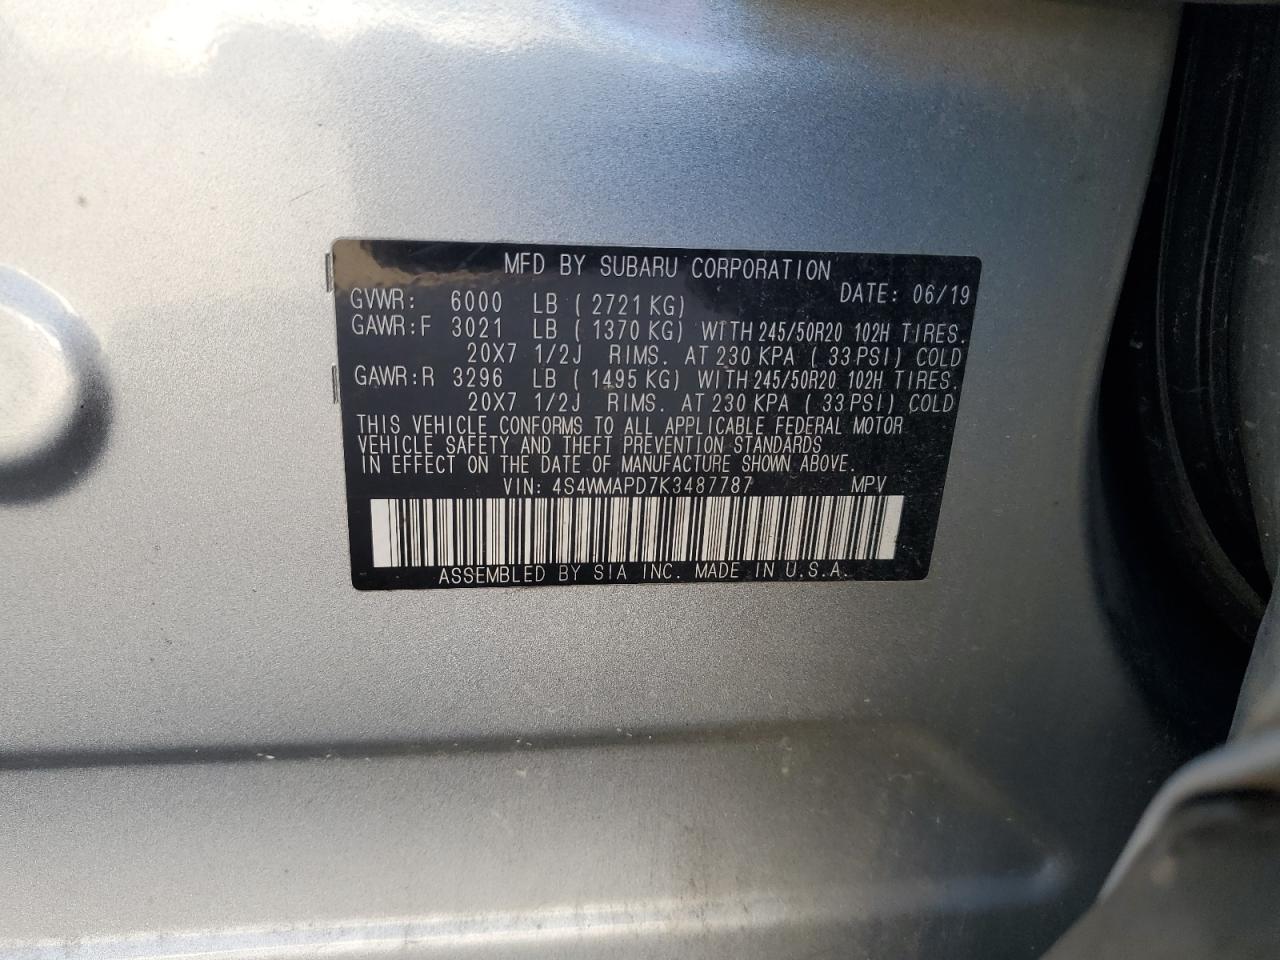 MFD BY SUBARU CORPORATION
DATE: 06/19
GVWR: 6000 LB ( 2721 KG)
GAWR:F 3021 LB ( 1370 KG) WITH 245/50R20 102H TIRES.
20X7 1/2J RIMS. AT 230 KPA ( 33 PSI) COLD
GAWR:R 3296 LB ( 1495 KG) WITH 245/50R20 102H TIRES.
20X7 1/2J RIMS. AT 230 KPA ( 33 PSI) COLD
THIS VEHICLE CONFORMS TO ALL APPLICABLE FEDERAL MOTOR
VEHICLE SAFETY AND THEFT PREVENTION STANDARDS
IN EFFECT ON THE DATE OF MANUFACTURE SHOWN ABOVE.
VIN: 4S4WMAPD7K3487787 MPV
ASSEMBLED BY SIA INC. MADE IN U.S.A.